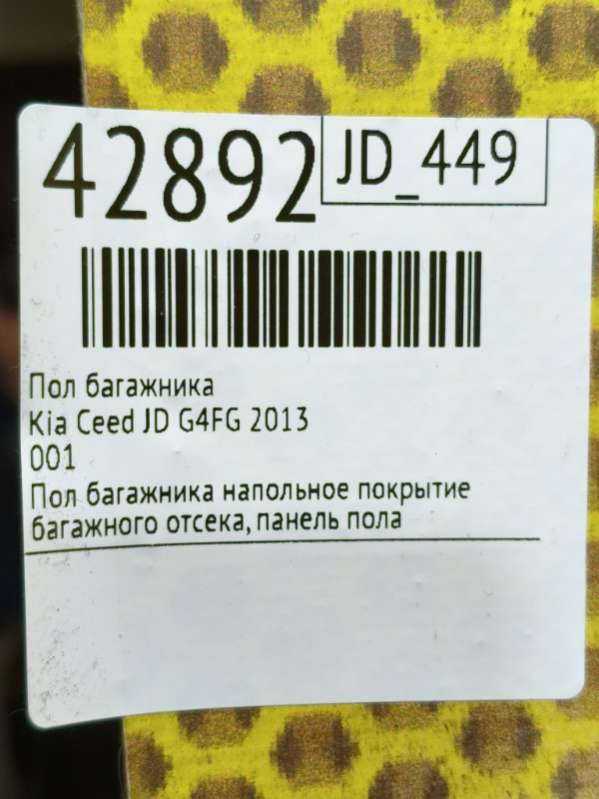 42892
JD_449
Пол багажника
Kia Ceed JD G4FG 2013
001
Пол багажника напольное покрытие
багажного отсека, панель пола